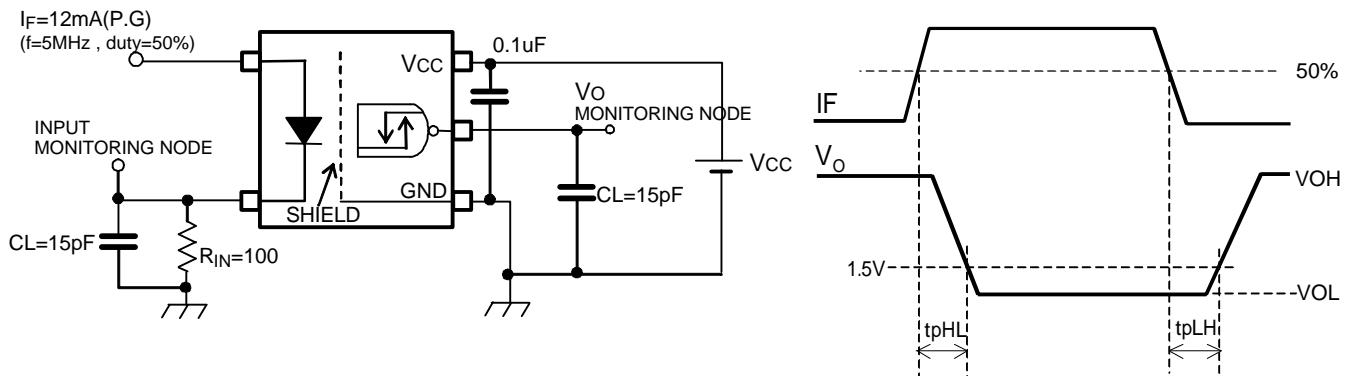 IF=12mA(P.G)
(f=5MHz , duty=50%)
INPUT
MONITORING NODE
CL=15pF
RIN=100
SHIELD
VCC
GND
0.1uF
VO
MONITORING NODE
CL=15pF
VCC
50%
IF
VO
VOH
1.5V
VOL
tpHL
tpLH